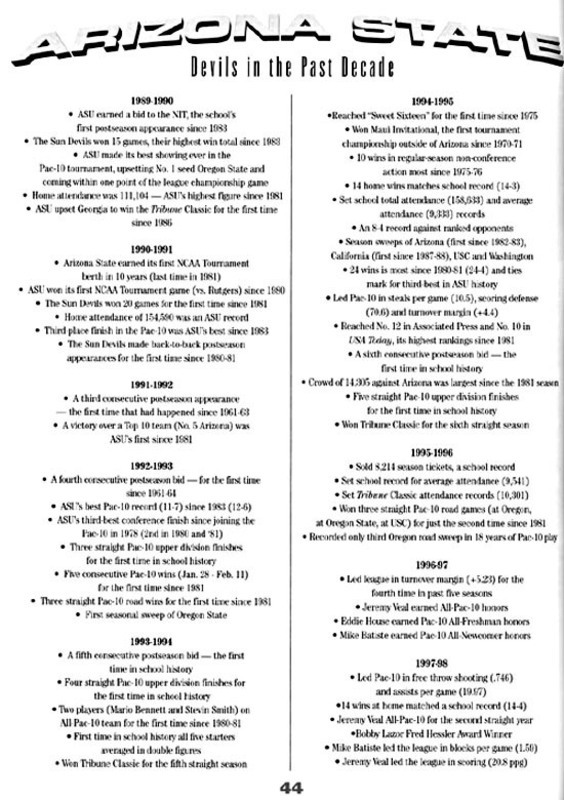 ARIZONA STATE
Devils in the Past Decade
1989-1990
• ASU earned a bid to the NIT, the school's
first postseason appearance since 1983
• The Sun Devils won 15 games, their highest win total since 1983
• ASU made its best showing ever in the
Pac-10 tournament, upsetting No. 1 seed Oregon State and
coming within one point of the league championship game
• Home attendance was 111,104 — ASU's highest figure since 1981
• ASU upset Georgia to win the Tribune Classic for the first time
since 1986
1990-1991
• Arizona State earned its first NCAA Tournament
berth in 10 years (last time in 1981)
• ASU won its first NCAA Tournament game (vs. Rutgers) since 1980
• The Sun Devils won 20 games for the first time since 1981
• Home attendance of 154,590 was an ASU record
• Third place finish in the Pac-10 was ASU's best since 1983
• The Sun Devils made back-to-back postseason
appearances for the first time since 1980-81
1991-1992
• A third consecutive postseason appearance
— the first time that had happened since 1961-63
• A victory over a Top 10 team (No. 5 Arizona) was
ASU's first since 1981
1992-1993
• A fourth consecutive postseason bid — for the first time
since 1961-64
• ASU's best Pac-10 record (11-7) since 1983 (12-6)
• ASU's third-best conference finish since joining the
Pac-10 in 1978 (2nd in 1980 and '81)
• Three straight Pac-10 upper division finishes
for the first time in school history
• Five consecutive Pac-10 wins (Jan. 28 - Feb. 11)
for the first time since 1981
• Three straight Pac-10 road wins for the first time since 1981
• First seasonal sweep of Oregon State
1993-1994
• A fifth consecutive postseason bid — the first
time in school history
• Four straight Pac-10 upper division finishes for
the first time in school history
• Two players (Mario Bennett and Stevin Smith) on
All-Pac-10 team for the first time since 1980-81
• First time in school history all five starters
averaged in double figures
• Won Tribune Classic for the fifth straight season
1994-1995
•Reached "Sweet Sixteen" for the first time since 1975
• Won Maui Invitational, the first tournament
championship outside of Arizona since 1970-71
• 10 wins in regular-season non-conference
action most since 1975-76
• 14 home wins matches school record (14-3)
• Set school total attendance (158,633) and average
attendance (9,333) records
• An 8-4 record against ranked opponents
• Season sweeps of Arizona (first since 1982-83),
California (first since 1987-88), USC and Washington
• 24 wins is most since 1980-81 (24-4) and ties
mark for third best in ASU history
• Led Pac-10 in steals per game (10.5), scoring defense
(70.6) and turnover margin (+4.4)
• Reached No. 12 in Associated Press and No. 10 in
USA Today, its highest rankings since 1981
• A sixth consecutive postseason bid — the
first time in school history
• Crowd of 14,305 against Arizona was largest since the 1981 season
• Five straight Pac-10 upper division finishes
for the first time in school history
• Won Tribune Classic for the sixth straight season
1995-1996
• Sold 8,214 season tickets, a school record
• Set school record for average attendance (9,541)
• Set Tribune Classic attendance records (10,301)
• Won three straight Pac-10 road games (at Oregon,
at Oregon State, at USC) for just the second time since 1981
• Recorded only third Oregon road sweep in 18 years of Pac-10 play
1996-97
• Led league in turnover margin (+5.23) for the
fourth time in past five seasons
• Jeremy Veal earned All-Pac-10 honors
• Eddie House earned Pac-10 All-Freshman honors
• Mike Batiste earned Pac-10 All-Newcomer honors
1997-98
• Led Pac-10 in free throw shooting (.746)
and assists per game (19.97)
•14 wins at home matched a school record (14-4)
• Jeremy Veal All-Pac-10 for the second straight year
•Bobby Lazor Fred Hessler Award Winner
• Mike Batiste led the league in blocks per game (1.56)
• Jeremy Veal led the league in scoring (20.8 ppg)
44